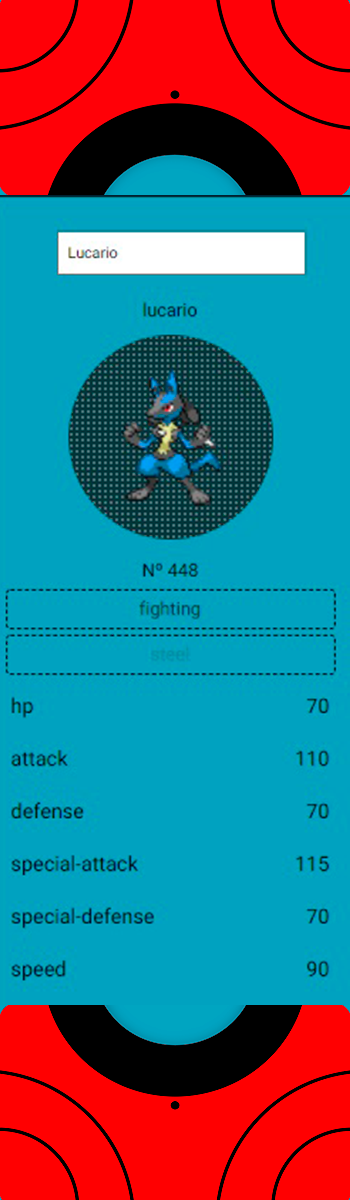 Lucario
lucario
Nº 448
fighting
steel
hp 70
attack 110
defense 70
special-attack 115
special-defense 70
speed 90